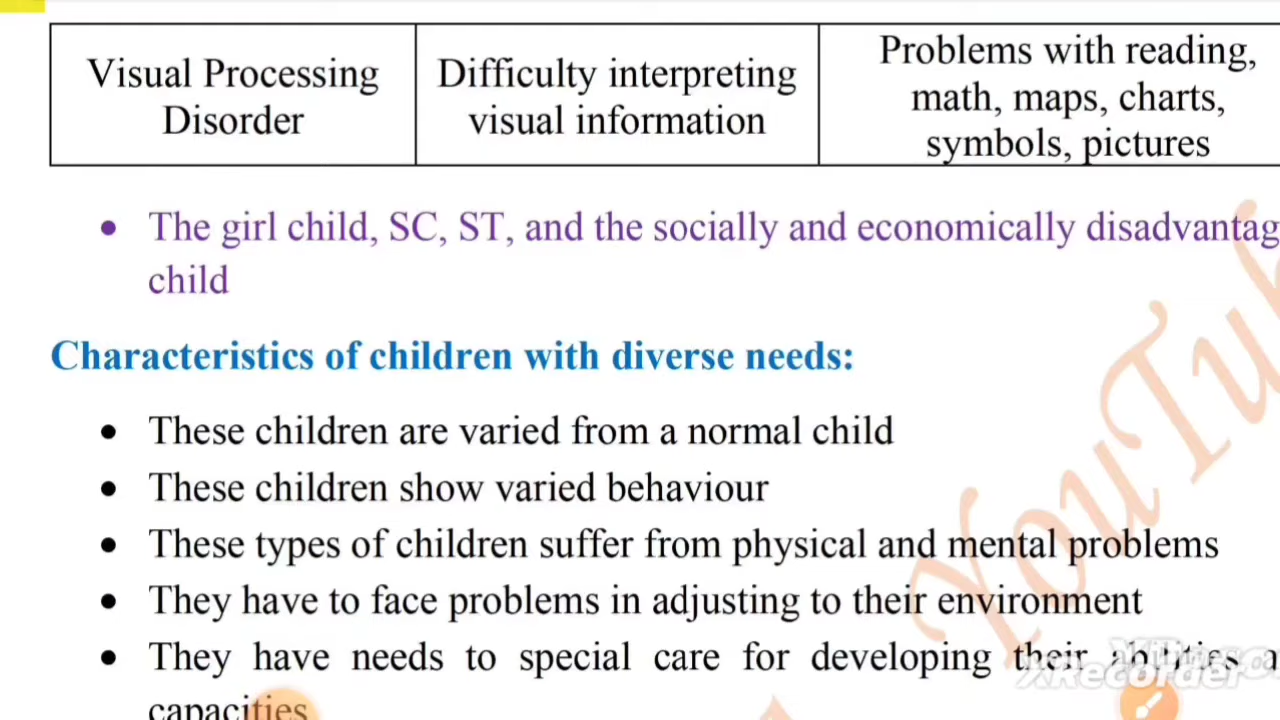 Visual Processing
Disorder
Difficulty interpreting
visual information
Problems with reading,
math, maps, charts,
symbols, pictures
• The girl child, SC, ST, and the socially and economically disadvantag
child
Characteristics of children with diverse needs:
• These children are varied from a normal child
• These children show varied behaviour
• These types of children suffer from physical and mental problems
• They have to face problems in adjusting to their environment
• They have needs to special care for developing their abilities a
capacities
YouTub
XRecorder